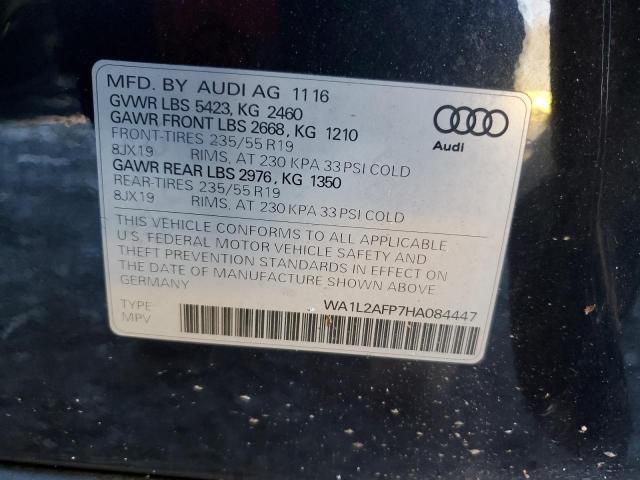 MFD. BY AUDI AG 11 16
GVWR LBS 5423, KG 2460
GAWR FRONT LBS 2668, KG 1210
FRONT-TIRES 235/55 R19
8JX19 RIMS, AT 230 KPA 33 PSI COLD
GAWR REAR LBS 2976, KG 1350
REAR-TIRES 235/55 R19
8JX19 RIMS, AT 230 KPA 33 PSI COLD
Audi
THIS VEHICLE CONFORMS TO ALL APPLICABLE
U.S. FEDERAL MOTOR VEHICLE SAFETY AND
THEFT PREVENTION STANDARDS IN EFFECT ON
THE DATE OF MANUFACTURE SHOWN ABOVE
GERMANY
TYPE
MPV
WA1L2AFP7HA084447